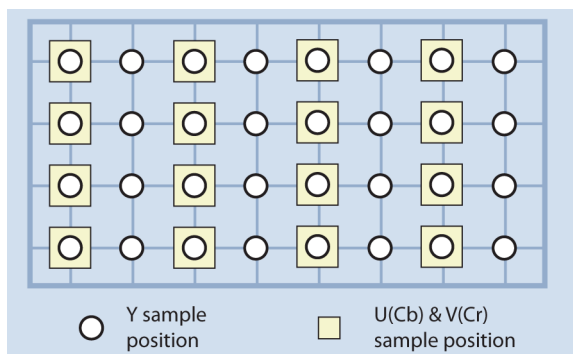 Y sample
position
U(Cb) & V(Cr)
sample position